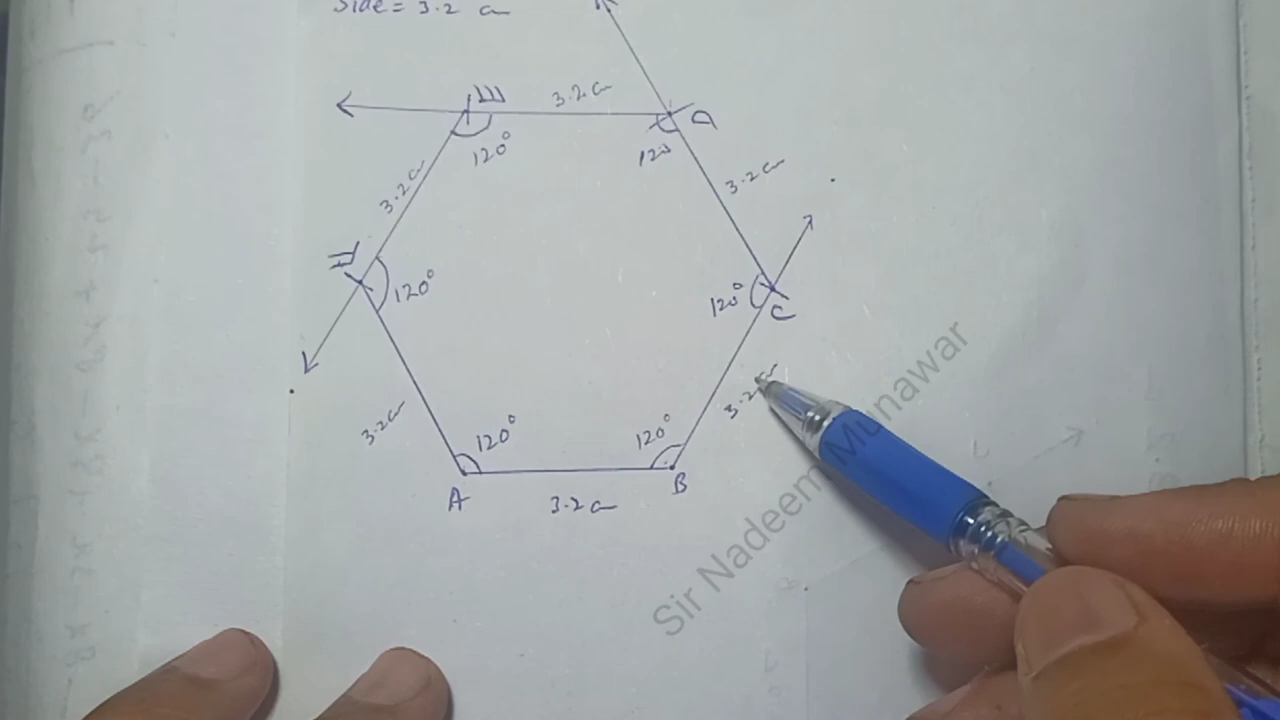 Side = 3.2 cm
E
3.2 cm
D
120°
120
3.2 cm
3.2 cm
F
120°
120°
C
3.2 cm
3.2 cm
120°
120°
A
3.2 cm
B
Sir Nadeem Munawar